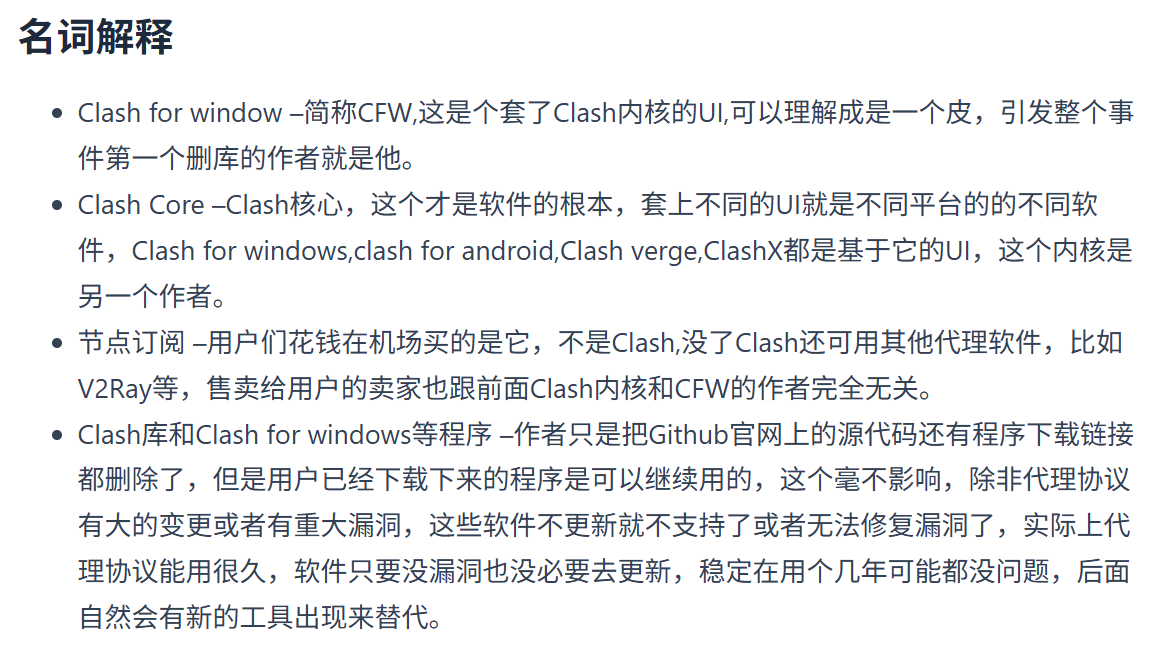 名词解释
Clash for window –简称CFW,这是个套了Clash内核的UI,可以理解成是一个皮，引发整个事
件第一个删库的作者就是他。
Clash Core –Clash核心，这个才是软件的根本，套上不同的UI就是不同平台的的不同软
件，Clash for windows,clash for android,Clash verge,ClashX都是基于它的UI，这个内核是
另一个作者。
节点订阅 –用户们花钱在机场买的是它，不是Clash,没了Clash还可用其他代理软件，比如
V2Ray等，售卖给用户的卖家也跟前面Clash内核和CFW的作者完全无关。
Clash库和Clash for windows等程序 –作者只是把Github官网上的源代码还有程序下载链接
都删除了，但是用户已经下载下来的程序是可以继续用的，这个毫不影响，除非代理协议
有大的变更或者有重大漏洞，这些软件不更新就不支持了或者无法修复漏洞了，实际上代
理协议能用很久，软件只要没漏洞也没必要去更新，稳定在用个几年可能都没问题，后面
自然会有新的工具出现来替代。